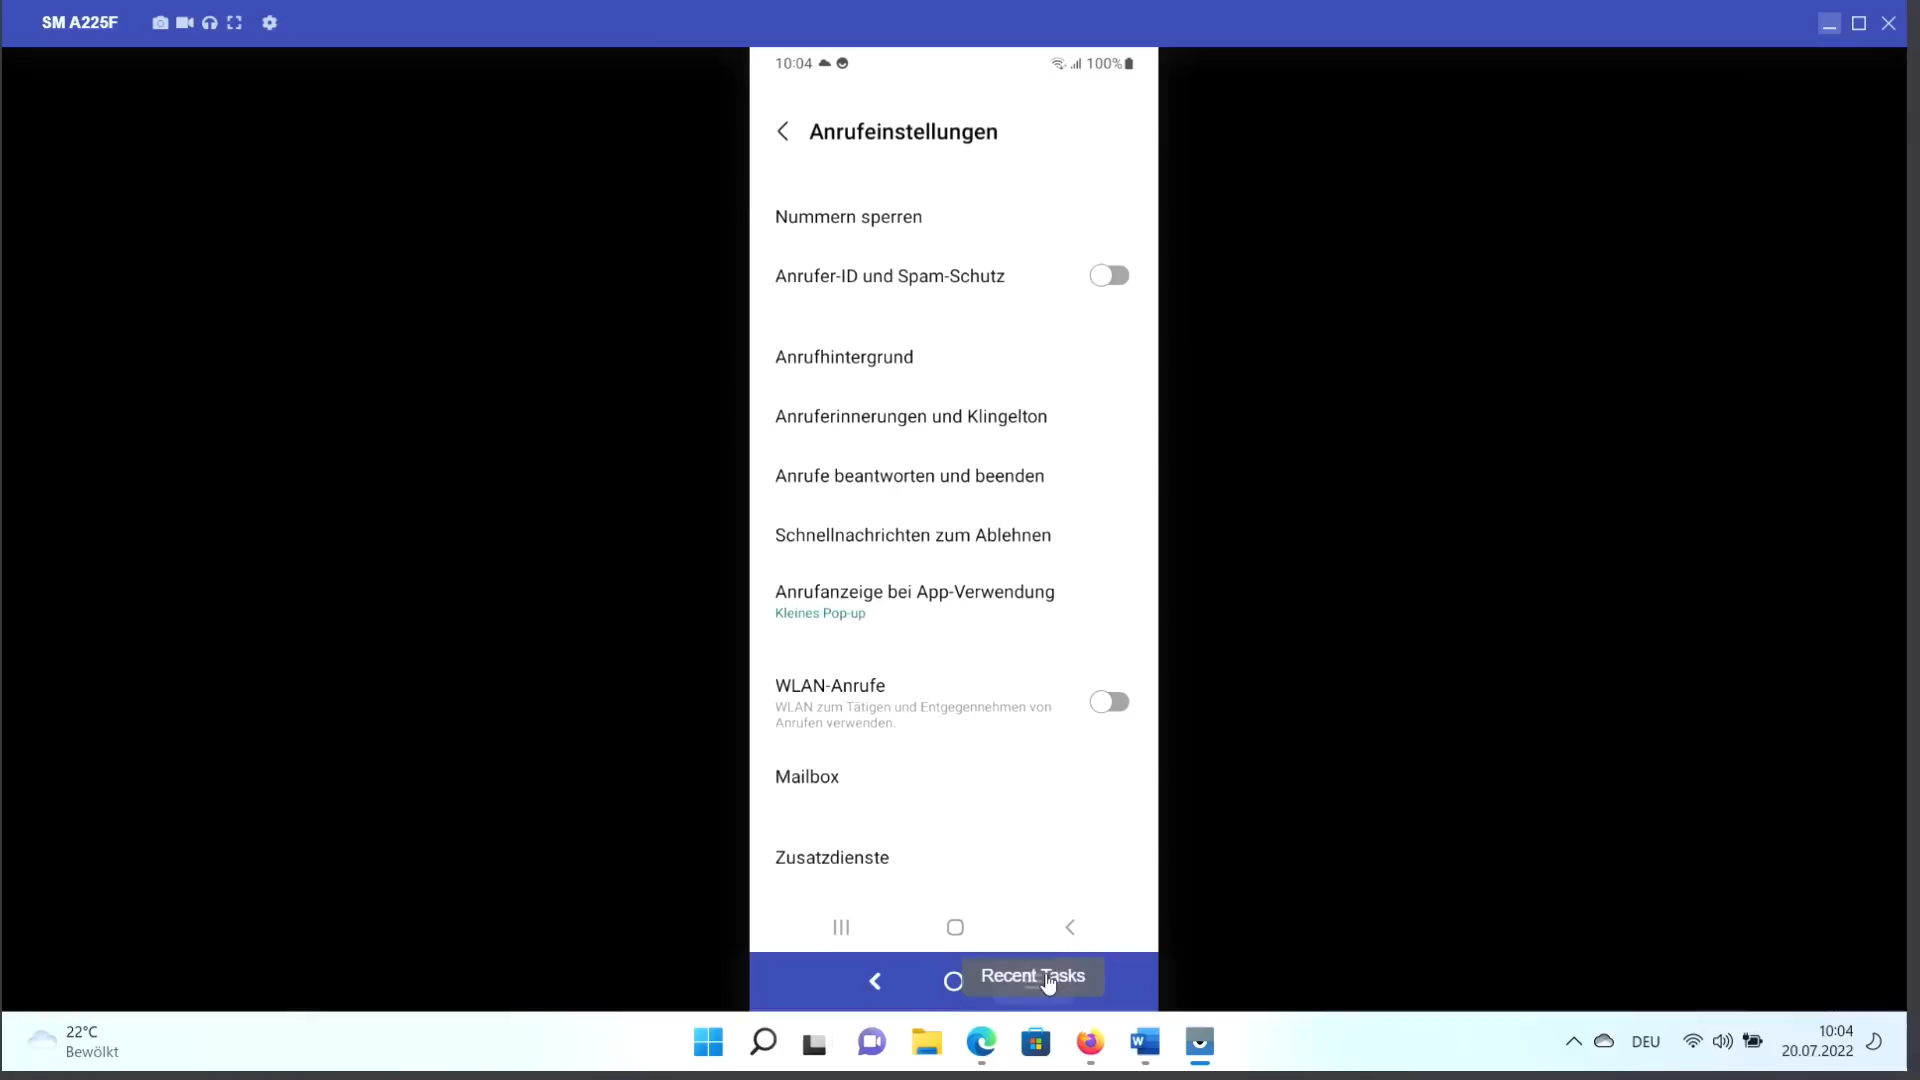 SM A225F
10:04 100%
Anrufeinstellungen
Nummern sperren
Anrufer-ID und Spam-Schutz
Anrufhintergrund
Anruferinnerungen und Klingelton
Anrufe beantworten und beenden
Schnellnachrichten zum Ablehnen
Anrufanzeige bei App-Verwendung
Kleines Pop-up
WLAN-Anrufe
WLAN zum Tätigen und Entgegennehmen von
Anrufen verwenden.
Mailbox
Zusatzdienste
Recent Tasks
22°C
Bewölkt
W
DEU
10:04
20.07.2022